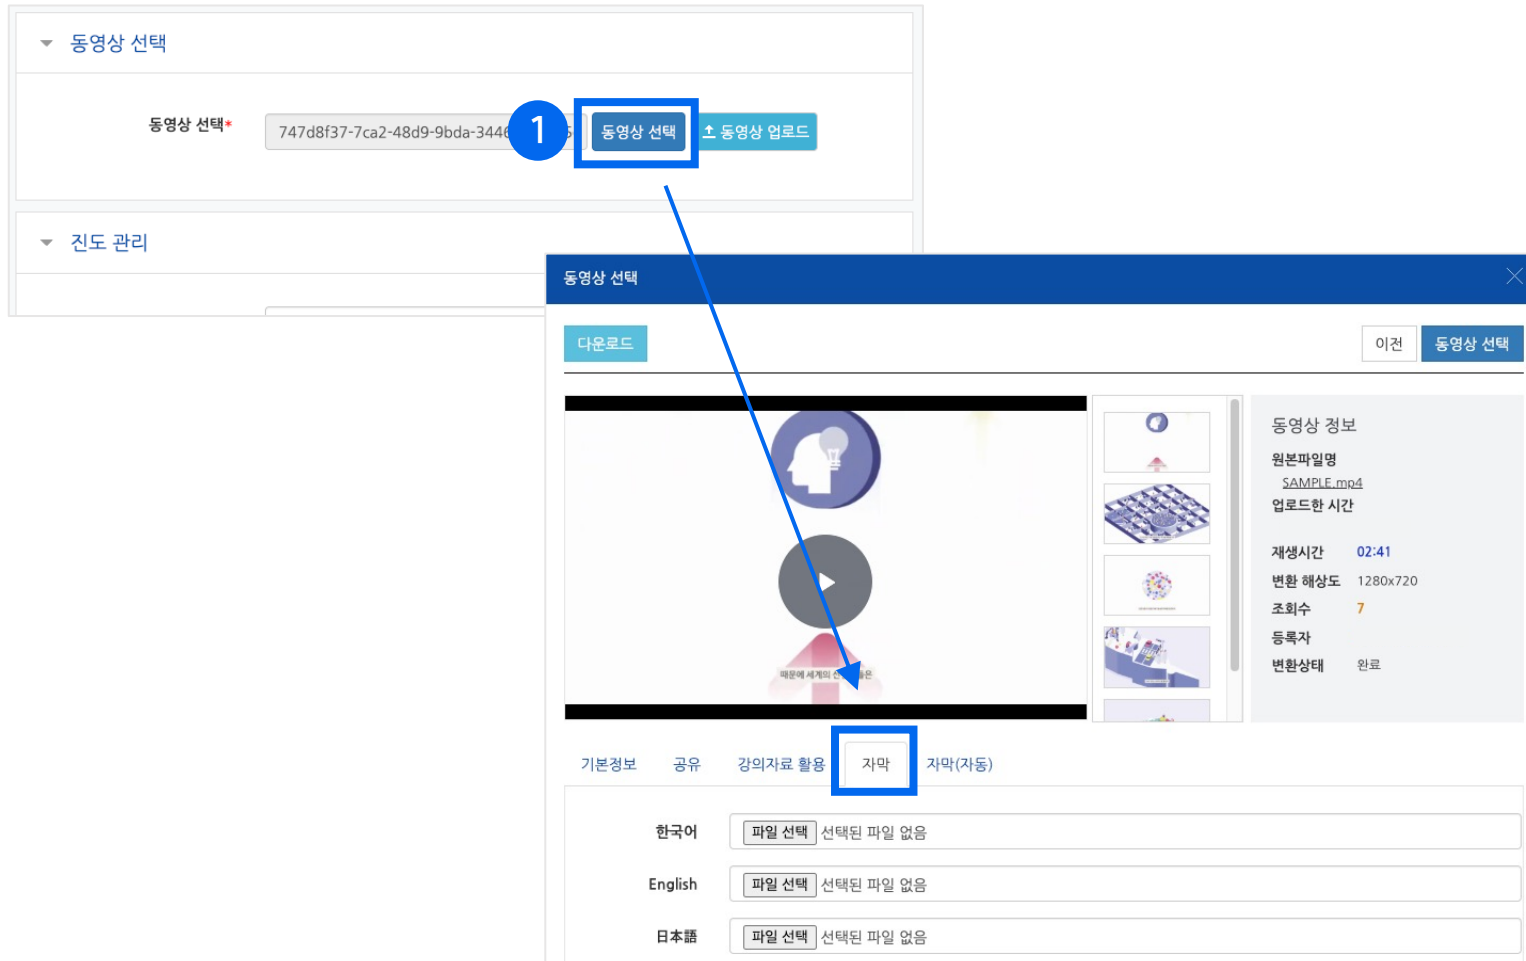 동영상 선택
동영상 선택*
747d8f37-7ca2-48d9-9bda-344
1
동영상 선택
동영상 업로드
진도 관리
동영상 선택
다운로드
이전
동영상 선택
때문에 세계의
동영상 정보
원본파일명
SAMPLE.mp4
업로드한 시간
재생시간 02:41
변환 해상도 1280x720
조회수 7
등록자
변환상태 완료
기본정보 공유 강의자료 활용 자막 자막(자동)
한국어 파일 선택 선택된 파일 없음
English 파일 선택 선택된 파일 없음
日本語 파일 선택 선택된 파일 없음